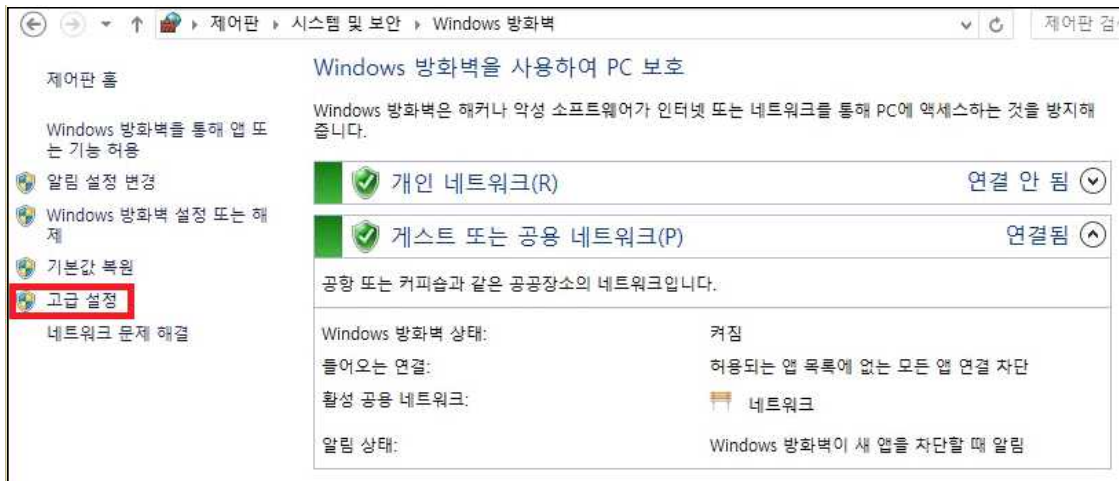 제어판 ▸ 시스템 및 보안 ▸ Windows 방화벽
제어판 검
제어판 홈
Windows 방화벽을 통해 앱 또
는 기능 허용
알림 설정 변경
Windows 방화벽 설정 또는 해
제
기본값 복원
고급 설정
네트워크 문제 해결
Windows 방화벽을 사용하여 PC 보호
Windows 방화벽은 해커나 악성 소프트웨어가 인터넷 또는 네트워크를 통해 PC에 액세스하는 것을 방지해
줍니다.
개인 네트워크(R) 연결 안 됨
게스트 또는 공용 네트워크(P) 연결됨
공항 또는 커피숍과 같은 공공장소의 네트워크입니다.
Windows 방화벽 상태: 켜짐
들어오는 연결: 허용되는 앱 목록에 없는 모든 앱 연결 차단
활성 공용 네트워크: 네트워크
알림 상태: Windows 방화벽이 새 앱을 차단할 때 알림